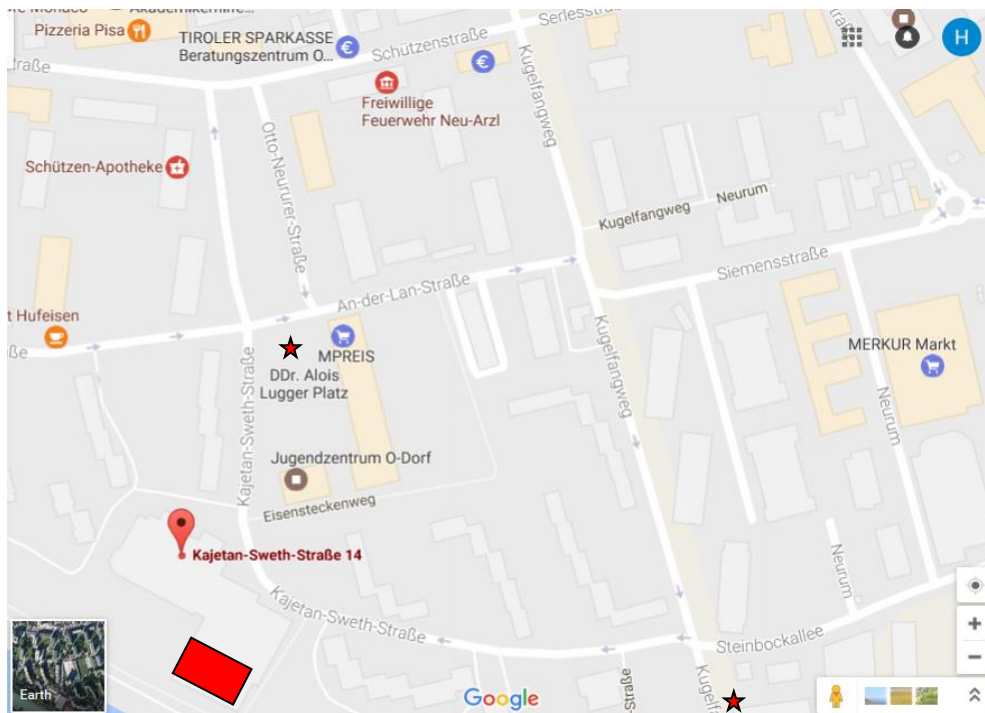 Pizzeria Pisa
TIROLER SPARKASSE
Beratungszentrum O...
Schützenstraße
Serlesstraße
Kugelfangweg
H
Freiwillige
Feuerwehr Neu-Arzl
Otto-Neururer-Straße
Schützen-Apotheke
Kugelfangweg
Neurum
Siemensstraße
An-der-Lan-Straße
t Hufeisen
MPREIS
DDr. Alois
Lugger Platz
Kajetan-Sweth-Straße
Kugelfangweg
MERKUR Markt
Neurum
Jugendzentrum O-Dorf
Eisensteckenweg
Kajetan-Sweth-Straße 14
Neurum
Kajetan-Sweth-Straße
Steinbockallee
Earth
Google
-Straße
Kugelf